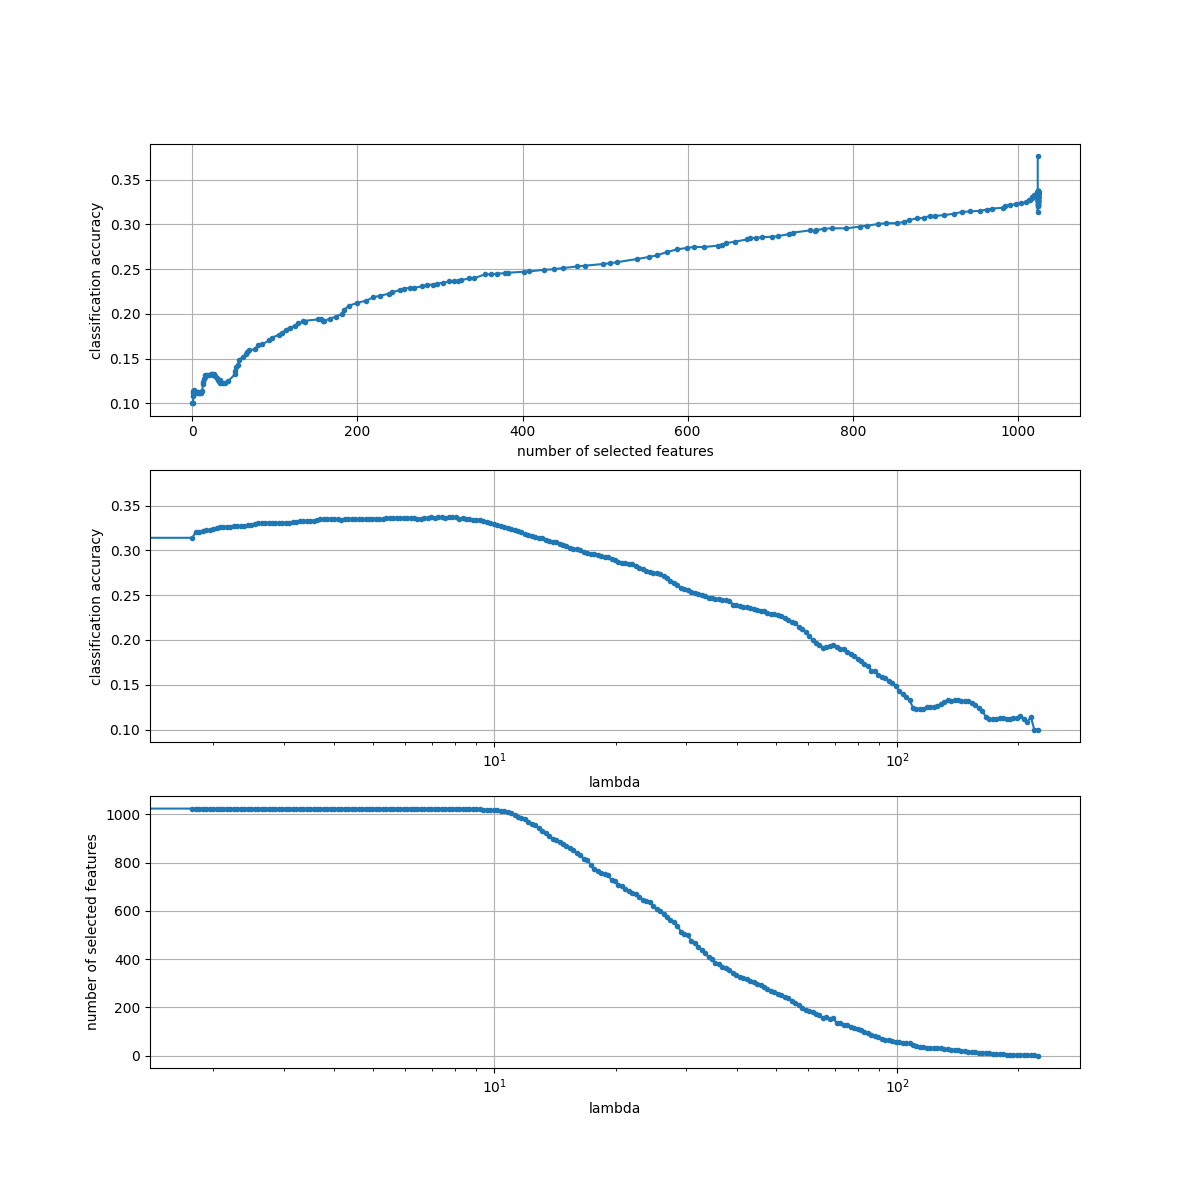 0.35
0.30
0.25
0.20
0.15
0.10
classification accuracy
0 200 400 600 800 1000
number of selected features
0.35
0.30
0.25
0.20
0.15
0.10
classification accuracy
10¹ 10²
lambda
1000
800
600
400
200
0
number of selected features
10¹ 10²
lambda